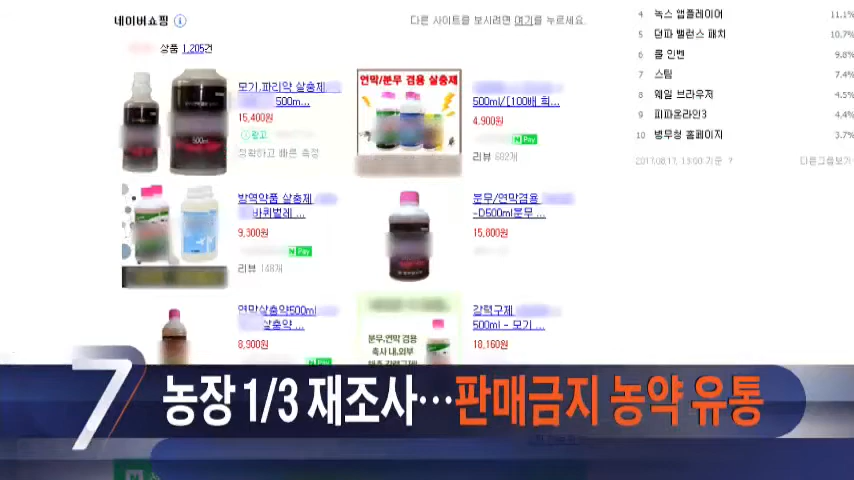 네이버쇼핑
다른 사이트를 보시려면 여기를 누르세요.
상품 1,205건
모기,파리약 살충제
500m...
15,400원
광고
정확하고 빠른 측정
연막/분무 겸용 살충제
500ml/[100배 희...
4,900원
N Pay
리뷰 602개
방역약품 살충제
바퀴벌레 ...
9,300원
N Pay
리뷰 148개
분무/연막겸용
-D500ml분무 ...
15,800원
연막살충약500ml
살충약 ...
8,900원
N Pay
분무,연막 겸용
축사 내,외부
강력구제
500ml - 모기 ...
18,160원
4 녹스 앱플레이어 11.1%
5 던파 밸런스 패치 10.7%
6 롤 인벤 9.8%
7 스팀 7.4%
8 웨일 브라우저 4.5%
9 피파온라인3 4.4%
10 병무청 홈페이지 3.7%
2017.08.17. 13:00 기준 ?
다른그룹보기
7 농장 1/3 재조사…판매금지 농약 유통